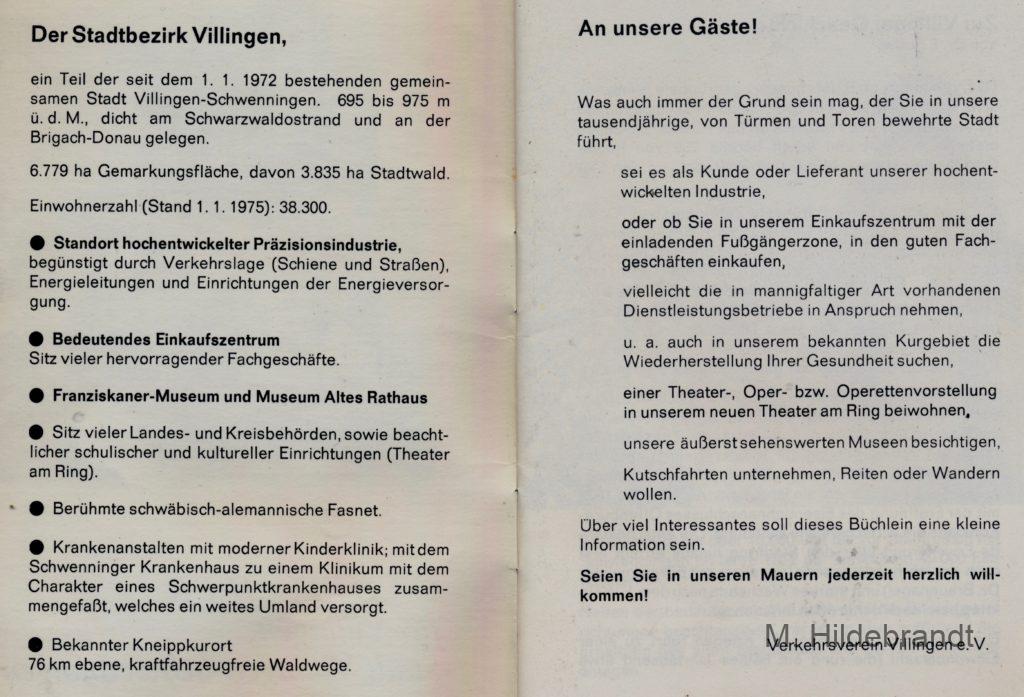 Der Stadtbezirk Villingen,
ein Teil der seit dem 1. 1. 1972 bestehenden gemein-
samen Stadt Villingen-Schwenningen. 695 bis 975 m
ü. d. M., dicht am Schwarzwaldostrand und an der
Brigach-Donau gelegen.
6.779 ha Gemarkungsfläche, davon 3.835 ha Stadtwald.
Einwohnerzahl (Stand 1. 1. 1975): 38.300.
● Standort hochentwickelter Präzisionsindustrie,
begünstigt durch Verkehrslage (Schiene und Straßen),
Energieleitungen und Einrichtungen der Energieversor-
gung.
● Bedeutendes Einkaufszentrum
Sitz vieler hervorragender Fachgeschäfte.
● Franziskaner-Museum und Museum Altes Rathaus
● Sitz vieler Landes- und Kreisbehörden, sowie beacht-
licher schulischer und kultureller Einrichtungen (Theater
am Ring).
● Berühmte schwäbisch-alemannische Fasnet.
● Krankenanstalten mit moderner Kinderklinik; mit dem
Schwenninger Krankenhaus zu einem Klinikum mit dem
Charakter eines Schwerpunktkrankenhauses zusam-
mengefaßt, welches ein weites Umland versorgt.
● Bekannter Kneippkurort
76 km ebene, kraftfahrzeugfreie Waldwege.
An unsere Gäste!
Was auch immer der Grund sein mag, der Sie in unsere
tausendjährige, von Türmen und Toren bewehrte Stadt
führt,
sei es als Kunde oder Lieferant unserer hochent-
wickelten Industrie,
oder ob Sie in unserem Einkaufszentrum mit der
einladenden Fußgängerzone, in den guten Fach-
geschäften einkaufen,
vielleicht die in mannigfaltiger Art vorhandenen
Dienstleistungsbetriebe in Anspruch nehmen,
u. a. auch in unserem bekannten Kurgebiet die
Wiederherstellung Ihrer Gesundheit suchen,
einer Theater-, Oper- bzw. Operettenvorstellung
in unserem neuen Theater am Ring beiwohnen,
unsere äußerst sehenswerten Museen besichtigen,
Kutschfahrten unternehmen, Reiten oder Wandern
wollen.
Über viel Interessantes soll dieses Büchlein eine kleine
Information sein.
Seien Sie in unseren Mauern jederzeit herzlich will-
kommen!
M. Hildebrandt
Verkehrsverein Villingen e. V.